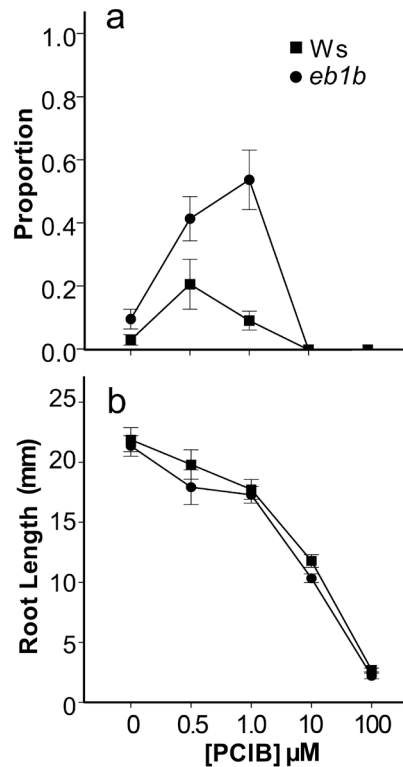 a
■ Ws
● eb1b
Proportion
1.0
0.8
0.6
0.4
0.2
0.0
b
Root Length (mm)
25
20
15
10
5
0
0 0.5 1.0 10 100
[PCIB] µM